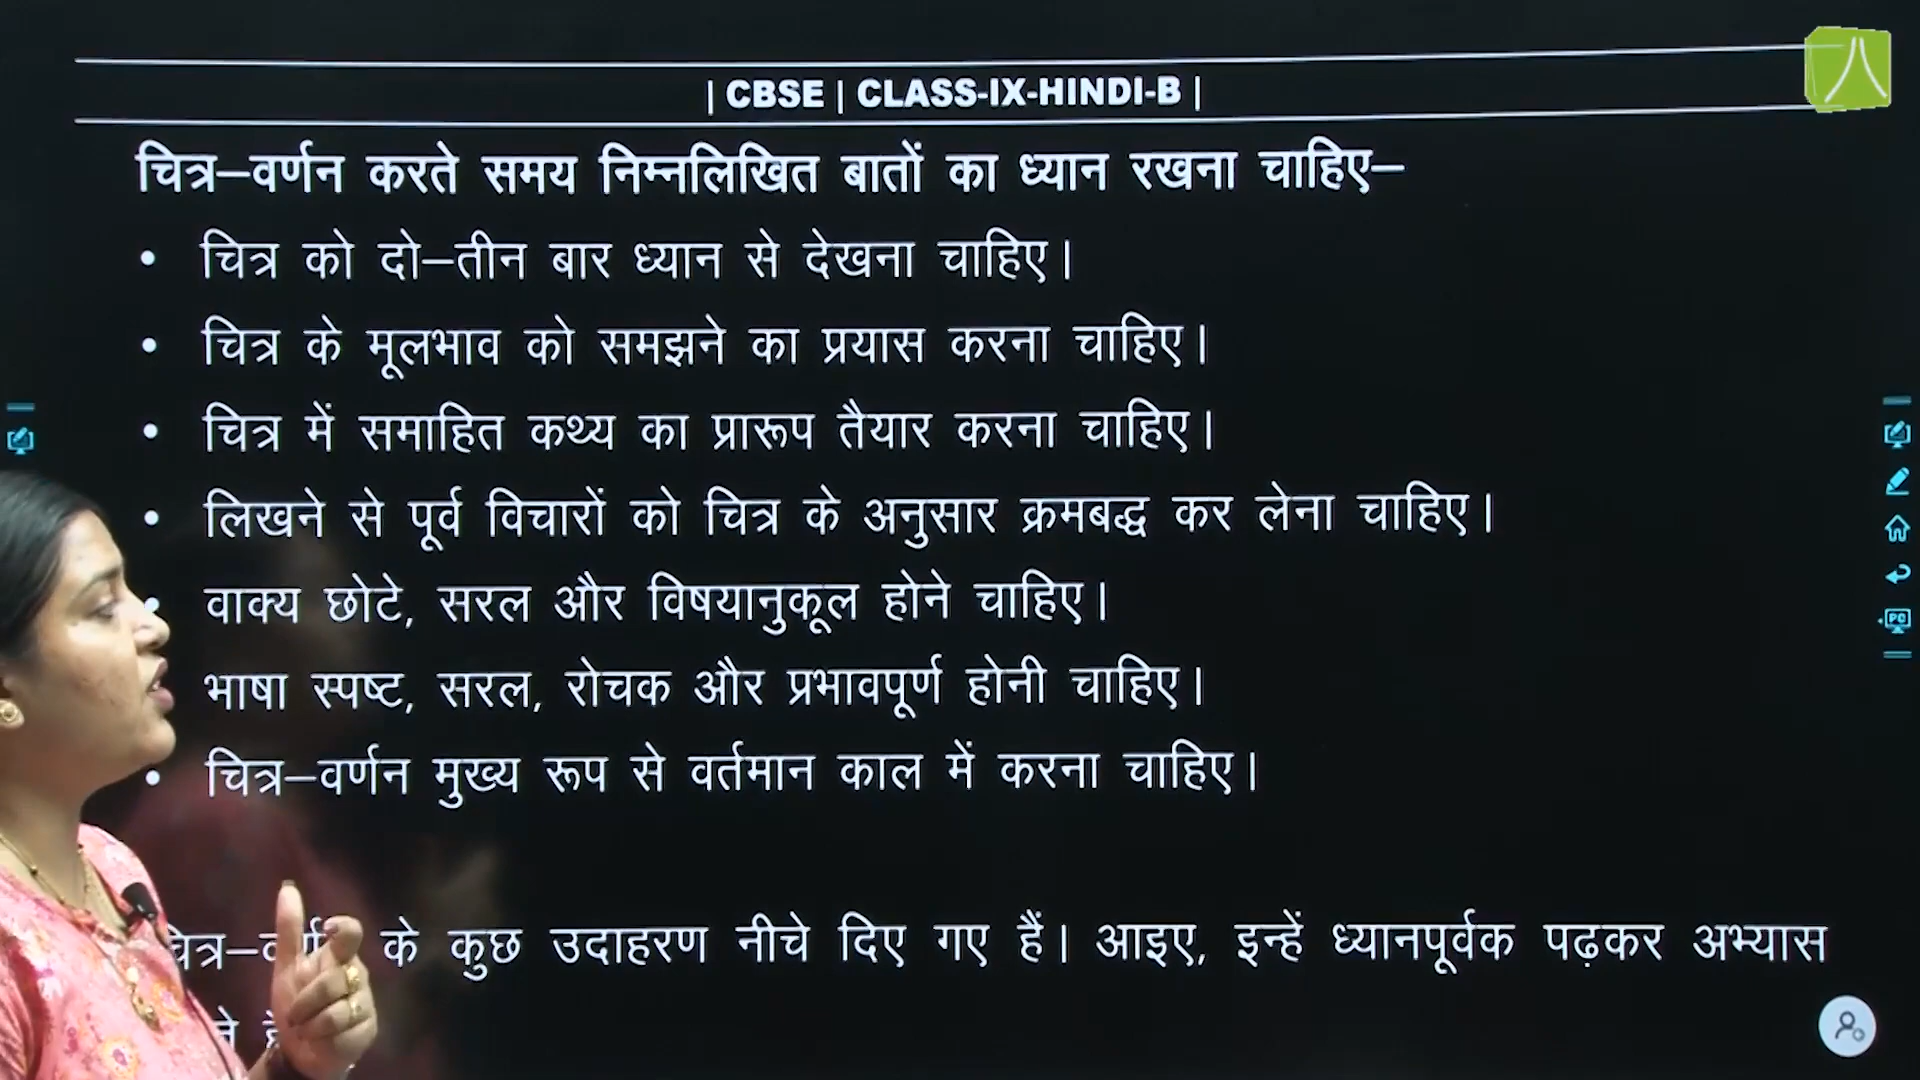 | CBSE | CLASS-IX-HINDI-B |
चित्र–वर्णन करते समय निम्नलिखित बातों का ध्यान रखना चाहिए–
• चित्र को दो–तीन बार ध्यान से देखना चाहिए।
• चित्र के मूलभाव को समझने का प्रयास करना चाहिए।
• चित्र में समाहित कथ्य का प्रारूप तैयार करना चाहिए।
• लिखने से पूर्व विचारों को चित्र के अनुसार क्रमबद्ध कर लेना चाहिए।
• वाक्य छोटे, सरल और विषयानुकूल होने चाहिए।
भाषा स्पष्ट, सरल, रोचक और प्रभावपूर्ण होनी चाहिए।
• चित्र–वर्णन मुख्य रूप से वर्तमान काल में करना चाहिए।
के कुछ उदाहरण नीचे दिए गए हैं। आइए, इन्हें ध्यानपूर्वक पढ़कर अभ्यास
PC